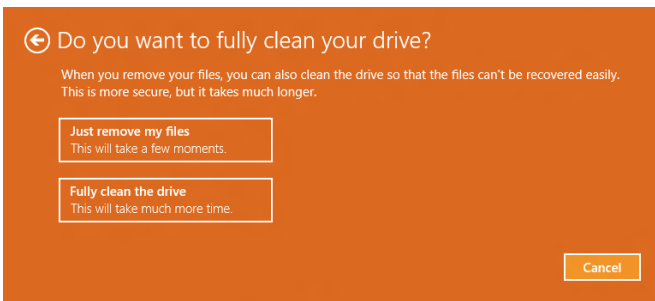 Do you want to fully clean your drive?
When you remove your files, you can also clean the drive so that the files can't be recovered easily.
This is more secure, but it takes much longer.
Just remove my files
This will take a few moments.
Fully clean the drive
This will take much more time.
Cancel